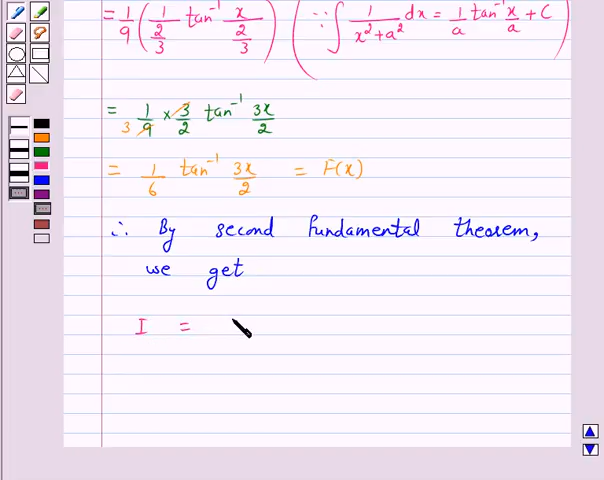 = 1/9 ( 1/(2/3) tan⁻¹ x/(2/3) ) ( ∵ ∫ 1/(x²+a²) dx = 1/a tan⁻¹ x/a + C )
= 1/9 × 3/2 tan⁻¹ 3x/2
3
= 1/6 tan⁻¹ 3x/2 = F(x)
∴ By second fundamental theorem,
we get
I =